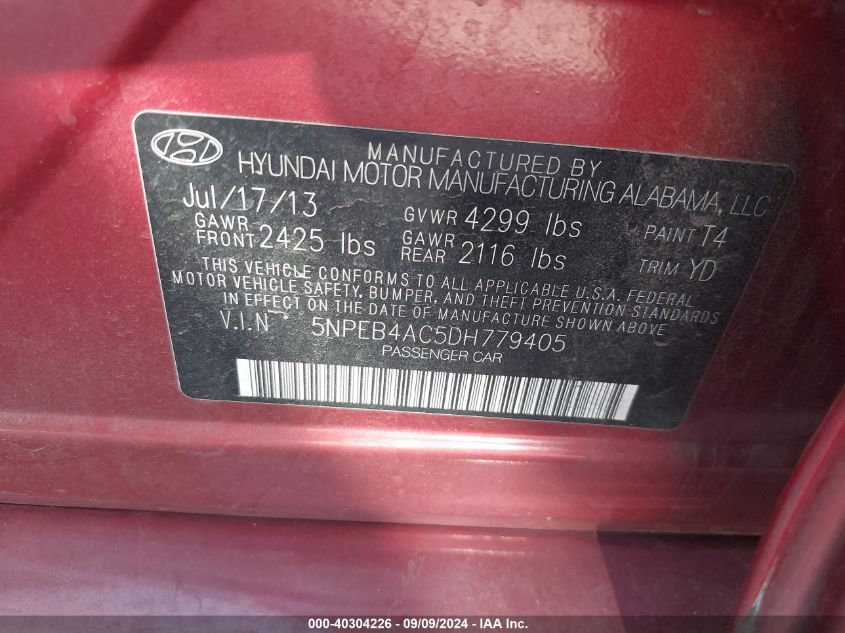 MANUFACTURED BY
HYUNDAI MOTOR MANUFACTURING ALABAMA, LLC
Jul/17/13 GVWR 4299 lbs PAINT T4
GAWR FRONT 2425 lbs GAWR REAR 2116 lbs TRIM YD
THIS VEHICLE CONFORMS TO ALL APPLICABLE U.S.A. FEDERAL
MOTOR VEHICLE SAFETY, BUMPER, AND THEFT PREVENTION STANDARDS
IN EFFECT ON THE DATE OF MANUFACTURE SHOWN ABOVE.
V.I.N 5NPEB4AC5DH779405
PASSENGER CAR
000-40304226 - 09/09/2024 - IAA Inc.